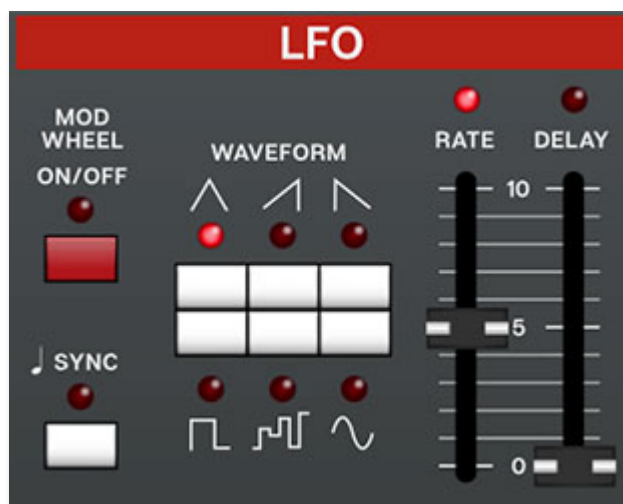 LFO
MOD
WHEEL
ON/OFF
WAVEFORM
RATE
DELAY
10
5
0
♩ SYNC